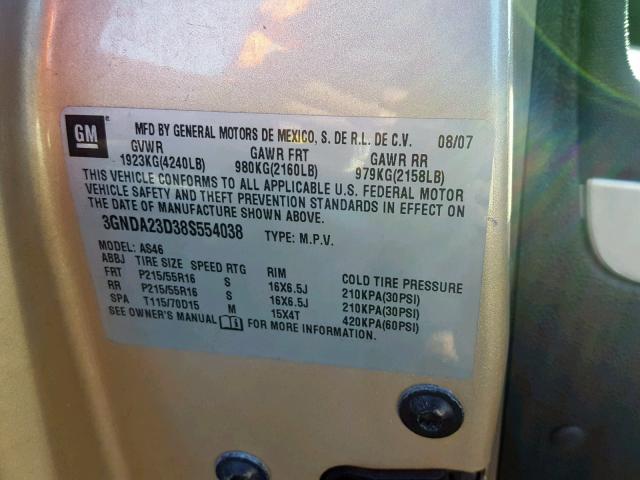 GM
MFD BY GENERAL MOTORS DE MEXICO, S. DE R.L. DE C.V. 08/07
GVWR GAWR FRT GAWR RR
1923KG(4240LB) 980KG(2160LB) 979KG(2158LB)
THIS VEHICLE CONFORMS TO ALL APPLICABLE U.S. FEDERAL MOTOR
VEHICLE SAFETY AND THEFT PREVENTION STANDARDS IN EFFECT ON
THE DATE OF MANUFACTURE SHOWN ABOVE.
3GNDA23D38S554038 TYPE: M.P.V.
MODEL: AS46
ABBJ TIRE SIZE SPEED RTG RIM COLD TIRE PRESSURE
FRT P215/55R16 S 16X6.5J 210KPA(30PSI)
RR P215/55R16 S 16X6.5J 210KPA(30PSI)
SPA T115/70D15 M 15X4T 420KPA(60PSI)
SEE OWNER'S MANUAL FOR MORE INFORMATION.